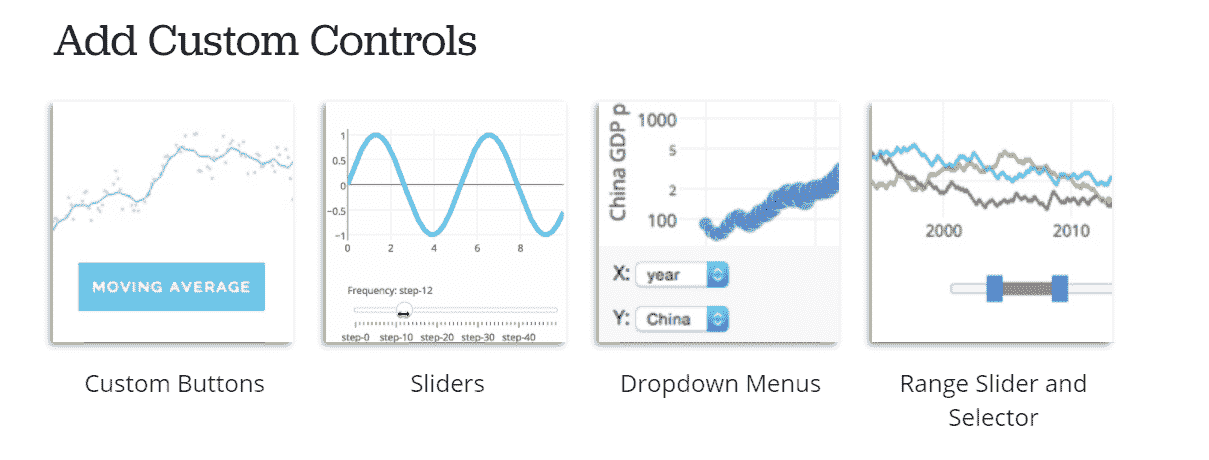 Add Custom Controls
MOVING AVERAGE
Custom Buttons
1
0.5
0
−0.5
−1
0 2 4 6 8
Frequency: step-12
step-0 step-10 step-20 step-30 step-40
Sliders
China GDP p
1000
5
2
100
X: year
Y: China
Dropdown Menus
2000 2010
Range Slider and
Selector